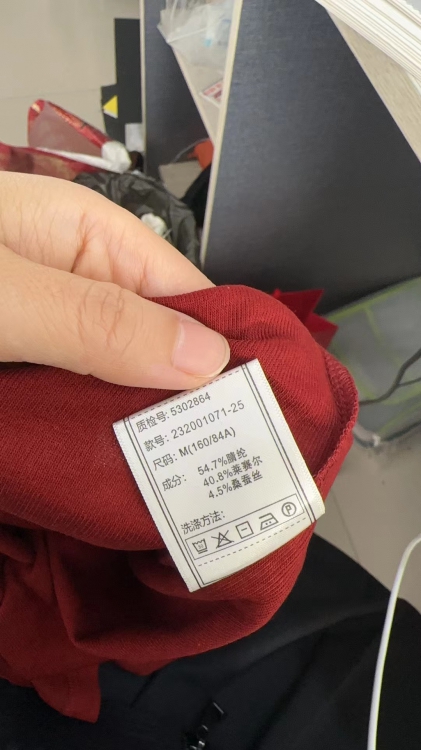 质检号: 5302864
款号: 232001071-25
尺码: M(160/84A)
成分: 54.7%腈纶
40.8%莱赛尔
4.5%桑蚕丝
洗涤方法:
P